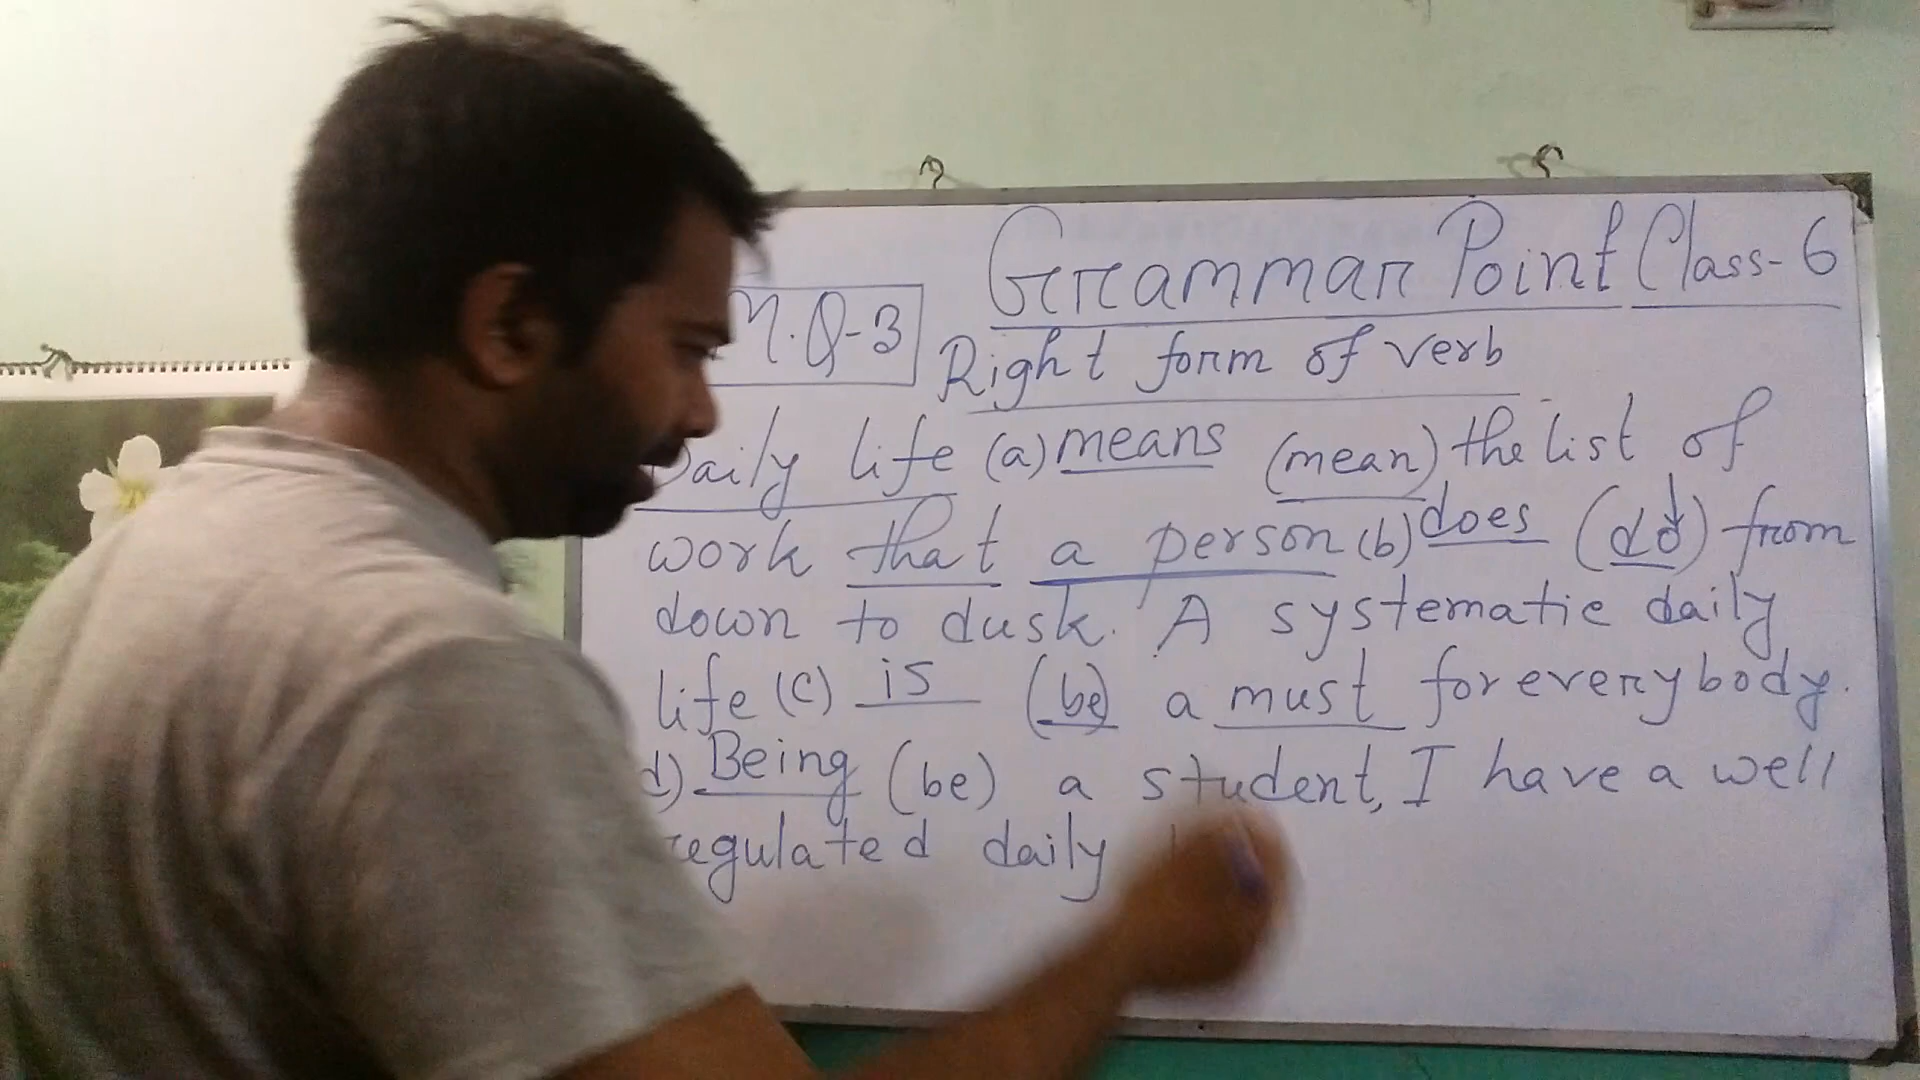 Grammar Point Class-6
M.Q-3
Right form of verb
Daily life (a) means (mean) the list of
work that a person (b) does (do) from
down to dusk. A systematic daily
life (c) is (be) a must for everybody.
d) Being (be) a student, I have a well
regulated daily